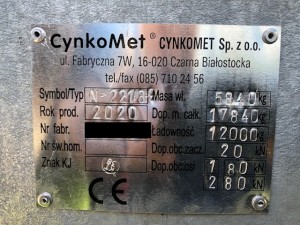 CynkoMet® CYNKOMET Sp. z o.o.
ul. Fabryczna 7W, 16-020 Czarna Białostocka
tel./fax (085) 710 24 56
Symbol/Typ Masa wł. 5840 kg
Rok prod. 2020 Dop. m. całk. 17840 kg
Nr fabr. Ładowność 12000 kg
Nr św.hom. Dop.obc.zacz. 20 kN
Znak KJ Dop.obc.osi 180 kN
CE 280 kN